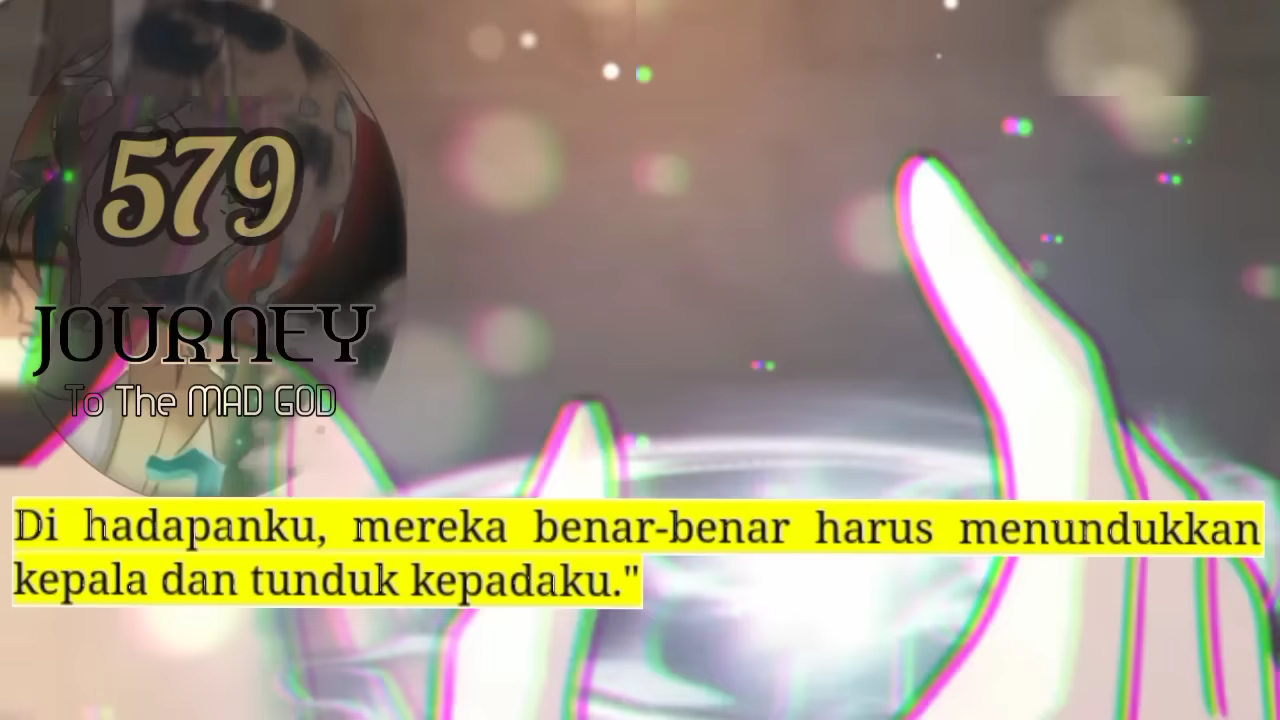 579
JOURNEY
To The MAD GOD
Di hadapanku, mereka benar-benar harus menundukkan
kepala dan tunduk kepadaku."